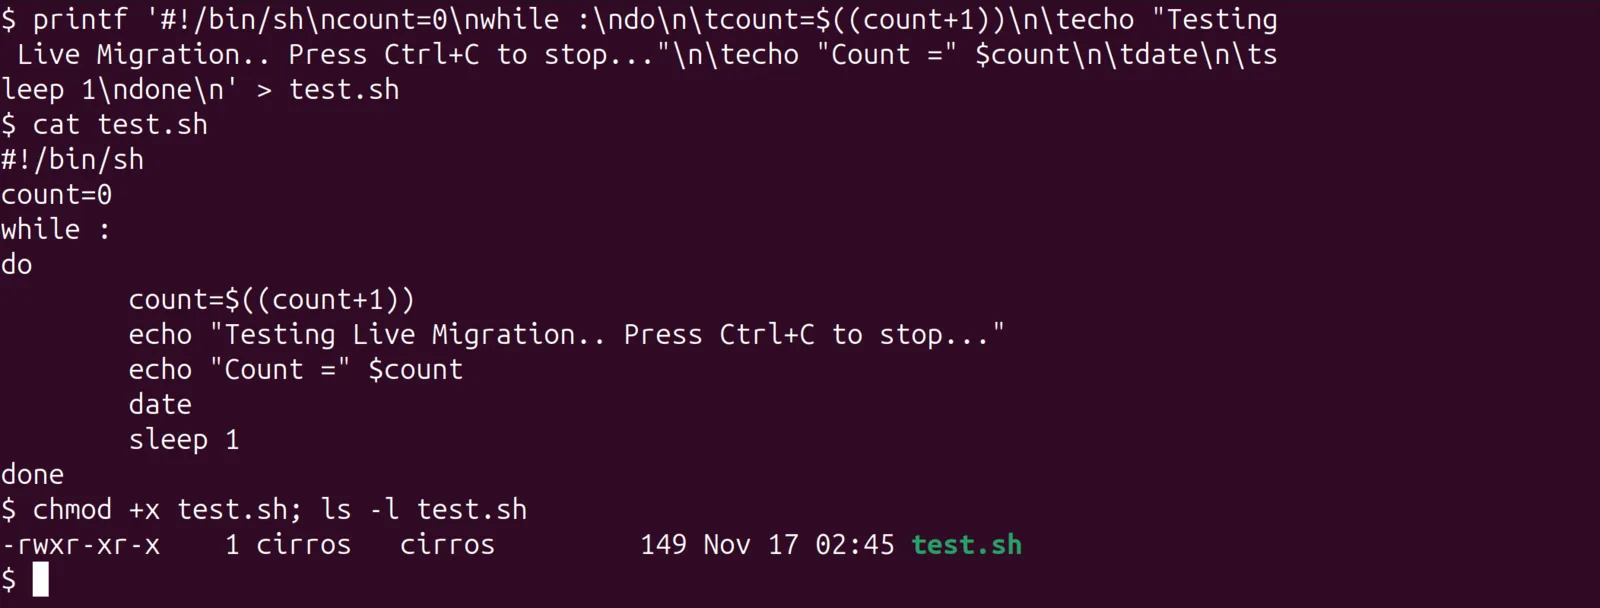 $ printf '#!/bin/sh\ncount=0\nwhile :\ndo\n\tcount=$((count+1))\n\techo "Testing
 Live Migration.. Press Ctrl+C to stop..."\n\techo "Count =" $count\n\tdate\n\ts
leep 1\ndone\n' > test.sh
$ cat test.sh
#!/bin/sh
count=0
while :
do
        count=$((count+1))
        echo "Testing Live Migration.. Press Ctrl+C to stop..."
        echo "Count =" $count
        date
        sleep 1
done
$ chmod +x test.sh; ls -l test.sh
-rwxr-xr-x    1 cirros   cirros         149 Nov 17 02:45 test.sh
$